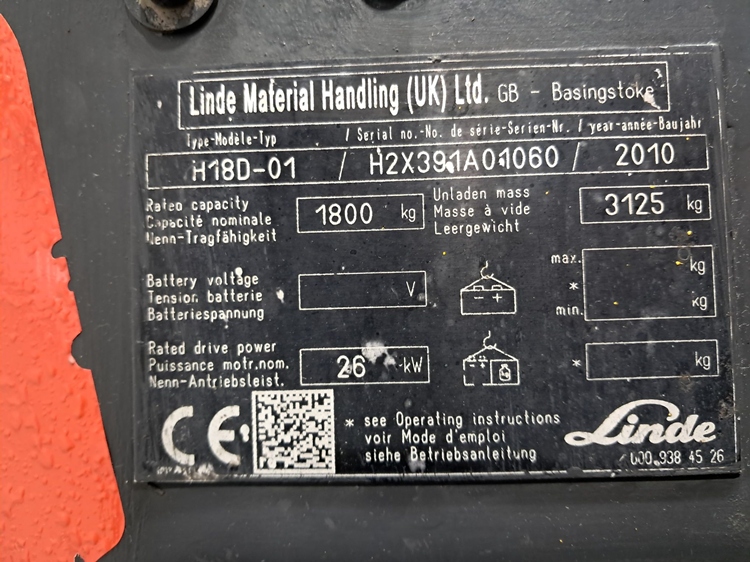 Linde Material Handling (UK) Ltd. GB - Basingstoke
Type-Modèle-Typ / Serial no.-No. de série-Serien-Nr. / year-année-Baujahr
H18D-01 / H2X391A01060 / 2010
Rated capacity
Capacité nominale
Nenn-Tragfähigkeit
1800 kg
Unladen mass
Masse à vide
Leergewicht
3125 kg
Battery voltage
Tension batterie
Batteriespannung
V
- +
max. kg
*
min. kg
Rated drive power
Puissance motr.nom.
Nenn-Antriebsleist.
26 kW
- +
* kg
CE
* see Operating instructions
voir Mode d'emploi
siehe Betriebsanleitung
Linde
000 938 45 26